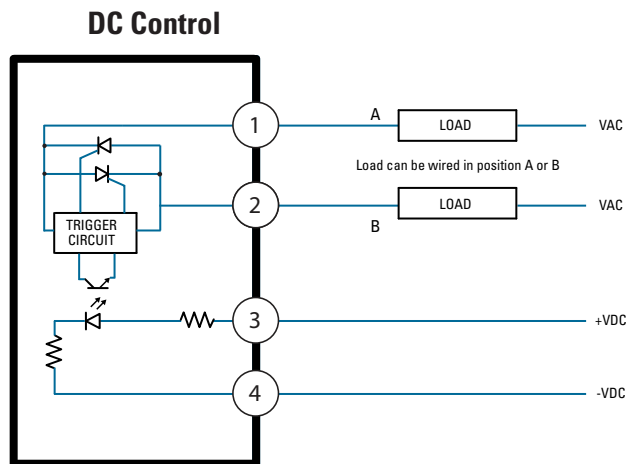 DC Control
1
A
LOAD
VAC
Load can be wired in position A or B
2
B
LOAD
VAC
TRIGGER
CIRCUIT
3
+VDC
4
-VDC